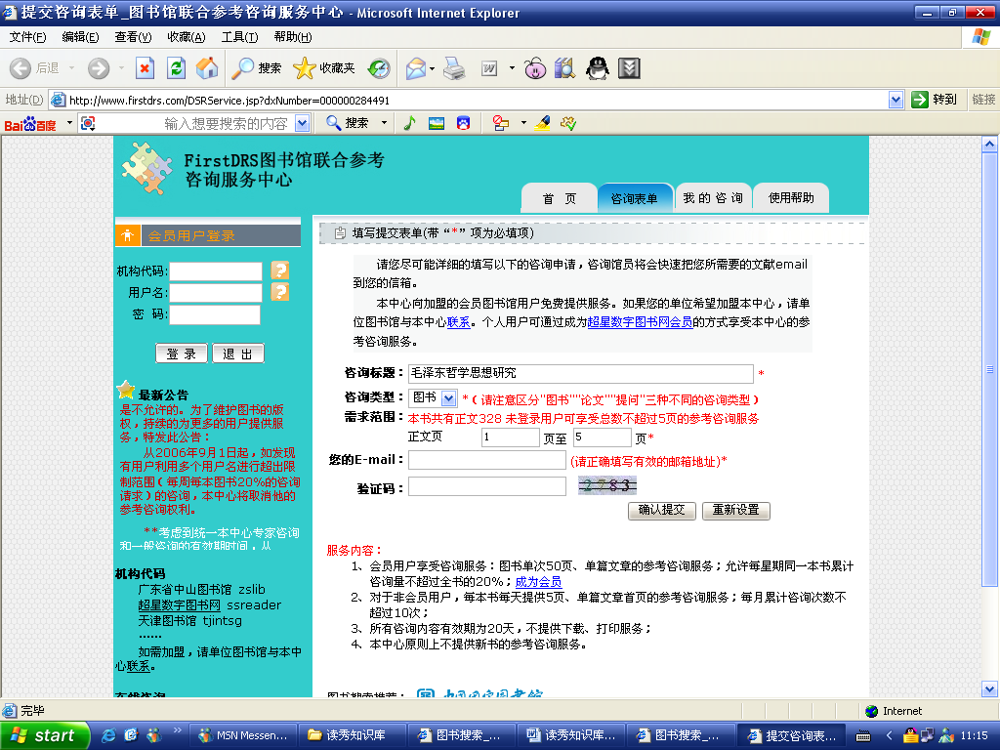 提交咨询表单_图书馆联合参考咨询服务中心 - Microsoft Internet Explorer
文件(F) 编辑(E) 查看(V) 收藏(A) 工具(T) 帮助(H)
后退 搜索 收藏夹
地址(D) http://www.firstdrs.com/DSRService.jsp?dxNumber=000000284491 转到 链接
Bai百度 输入想要搜索的内容 搜索
FirstDRS图书馆联合参考
咨询服务中心
首 页 咨询表单 我 的 咨 询 使用帮助
会员用户登录
机构代码:
用户名:
密 码:
登 录 退 出
最新公告
是不允许的。为了维护图书的版
权，持续的为更多的用户提供服
务，特发此公告：
从2006年9月1日起，如发现
有用户利用多个用户名进行超出限
制范围（每周每本图书20%的咨询
请求）的咨询，本中心将取消他的
参考咨询权利。
**考虑到统一本中心专家咨询
和一般咨询的有效期时间，从
机构代码
广东省中山图书馆 zslib
超星数字图书网 ssreader
天津图书馆 tjintsg
……
如需加盟，请单位图书馆与本中
心联系。
在线咨询
填写提交表单(带“*”项为必填项)
请您尽可能详细的填写以下的咨询申请，咨询馆员将会快速把您所需要的文献email
到您的信箱。
本中心向加盟的会员图书馆用户免费提供服务。如果您的单位希望加盟本中心，请单
位图书馆与本中心联系。个人用户可通过成为超星数字图书网会员的方式享受本中心的参
考咨询服务。
咨询标题： 毛泽东哲学思想研究 *
咨询类型： 图书 *（请注意区分"图书""论文""提问"三种不同的咨询类型）
需求范围： 本书共有正文328 未登录用户可享受总数不超过5页的参考咨询服务
正文页 1 页至 5 页*
您的E-mail： (请正确填写有效的邮箱地址)*
验证码： 2783
确认提交 重新设置
服务内容：
1、会员用户享受咨询服务：图书单次50页、单篇文章的参考咨询服务；允许每星期同一本书累计
咨询量不超过全书的20%；成为会员
2、对于非会员用户，每本书每天提供5页、单篇文章首页的参考咨询服务；每月累计咨询次数不
超过10次；
3、所有咨询内容有效期为20天，不提供下载、打印服务；
4、本中心原则上不提供新书的参考咨询服务。
图书搜索推荐： 中国国家图书馆
完毕 Internet
start MSN Messen... 读秀知识库 图书搜索_... 读秀知识库... 图书搜索_... 提交咨询表... 11:15